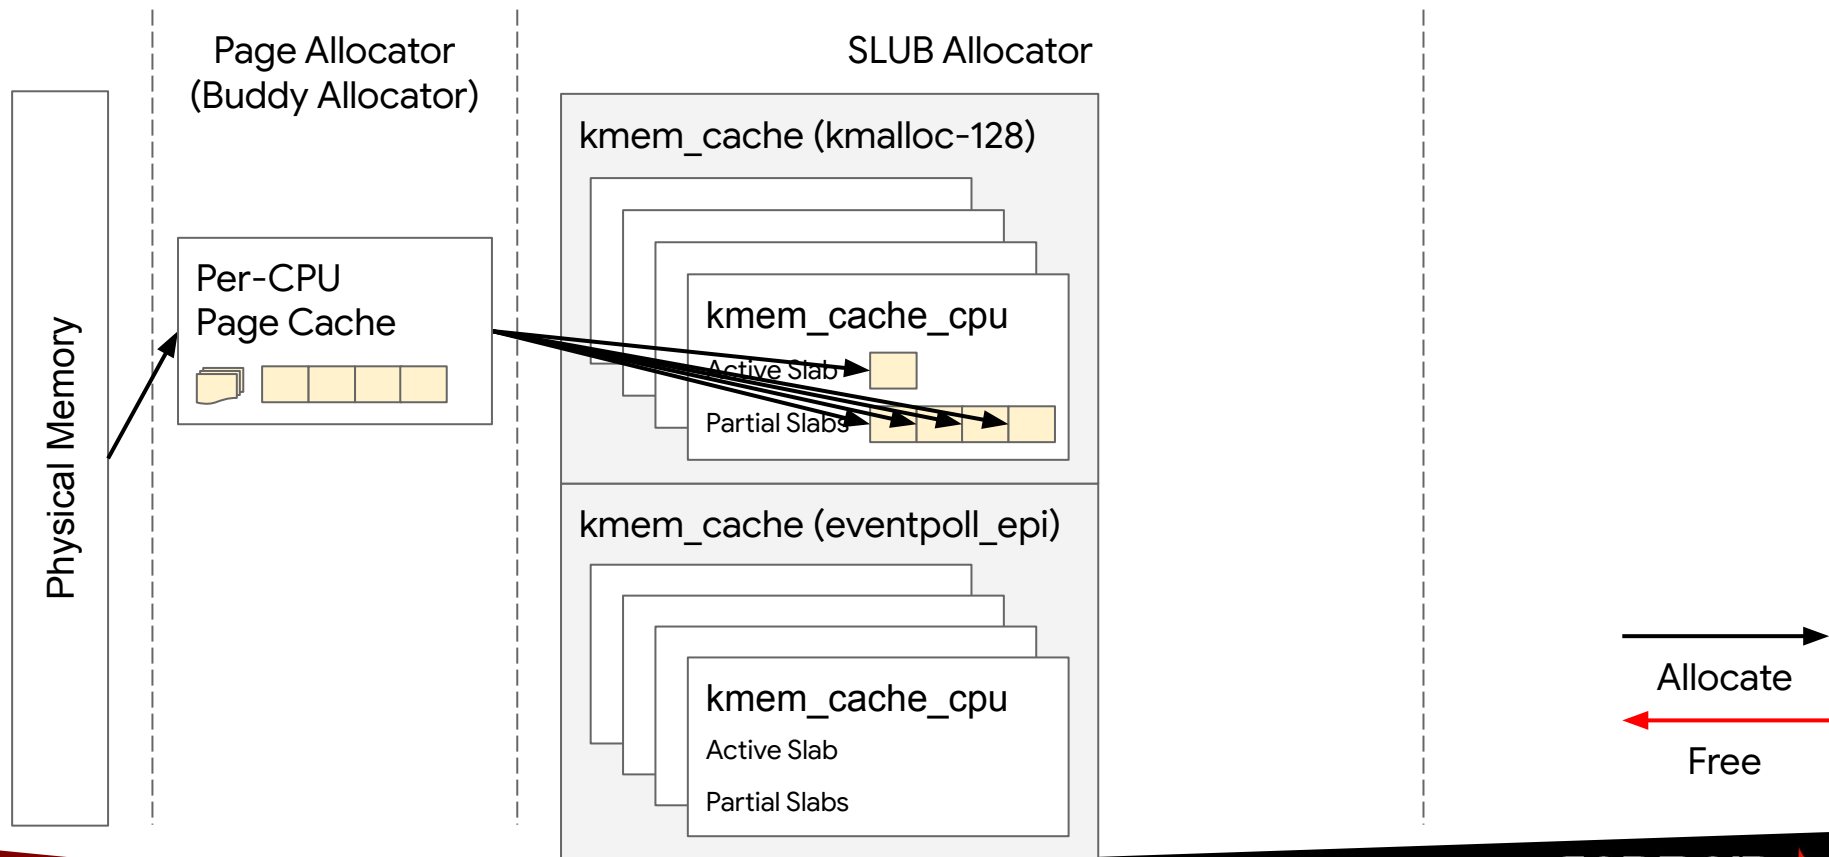 Page Allocator
(Buddy Allocator)
SLUB Allocator
Physical Memory
Per-CPU
Page Cache
kmem_cache (kmalloc-128)
kmem_cache_cpu
Active Slab
Partial Slabs
kmem_cache (eventpoll_epi)
kmem_cache_cpu
Active Slab
Partial Slabs
Allocate
Free